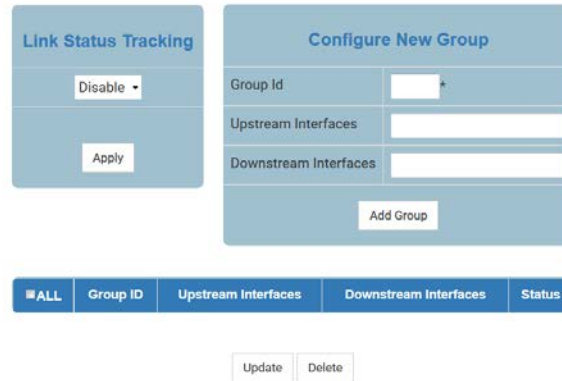 Link Status Tracking
Disable
Apply
Configure New Group
Group Id *
Upstream Interfaces
Downstream Interfaces
Add Group
ALL Group ID Upstream Interfaces Downstream Interfaces Status
Update Delete